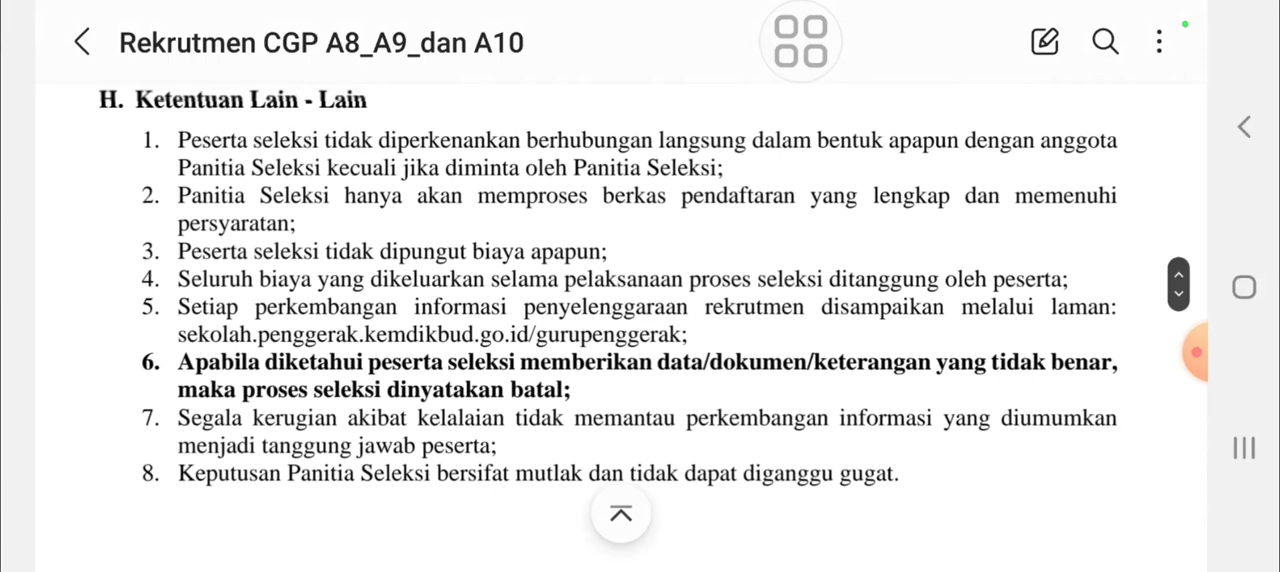 Rekrutmen CGP A8_A9_dan A10
H. Ketentuan Lain - Lain
1. Peserta seleksi tidak diperkenankan berhubungan langsung dalam bentuk apapun dengan anggota
Panitia Seleksi kecuali jika diminta oleh Panitia Seleksi;
2. Panitia Seleksi hanya akan memproses berkas pendaftaran yang lengkap dan memenuhi
persyaratan;
3. Peserta seleksi tidak dipungut biaya apapun;
4. Seluruh biaya yang dikeluarkan selama pelaksanaan proses seleksi ditanggung oleh peserta;
5. Setiap perkembangan informasi penyelenggaraan rekrutmen disampaikan melalui laman:
sekolah.penggerak.kemdikbud.go.id/gurupenggerak;
6. Apabila diketahui peserta seleksi memberikan data/dokumen/keterangan yang tidak benar,
maka proses seleksi dinyatakan batal;
7. Segala kerugian akibat kelalaian tidak memantau perkembangan informasi yang diumumkan
menjadi tanggung jawab peserta;
8. Keputusan Panitia Seleksi bersifat mutlak dan tidak dapat diganggu gugat.